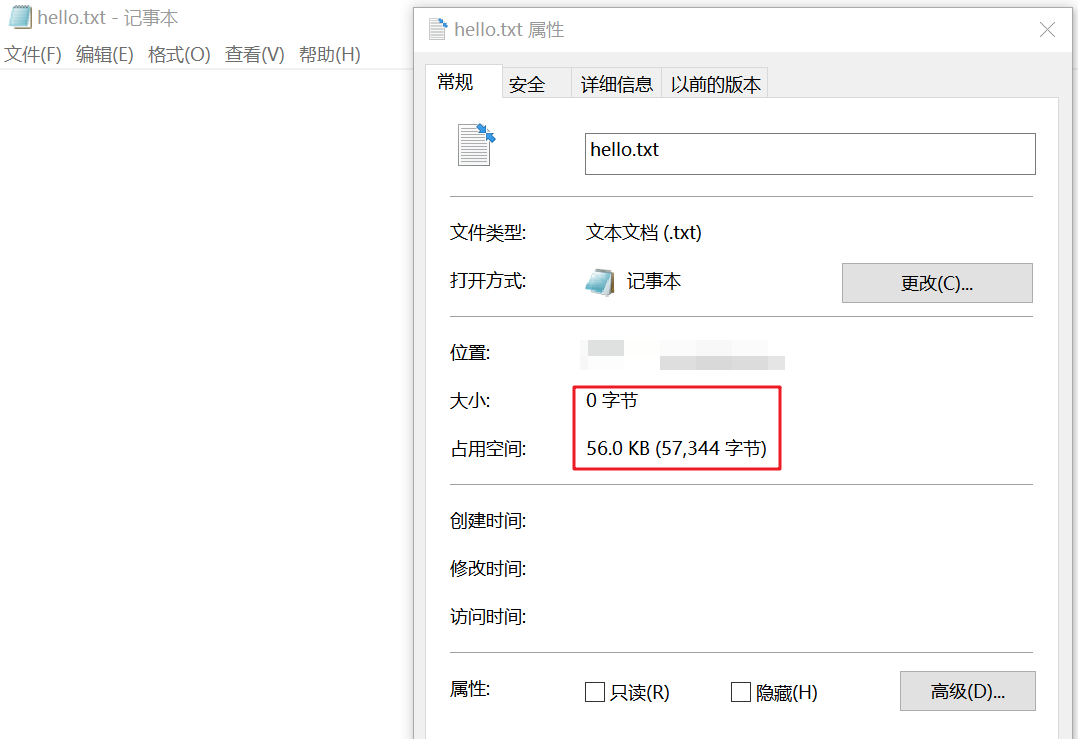 hello.txt - 记事本
文件(F) 编辑(E) 格式(O) 查看(V) 帮助(H)
hello.txt 属性
常规 安全 详细信息 以前的版本
hello.txt
文件类型: 文本文档 (.txt)
打开方式: 记事本 更改(C)...
位置:
大小: 0 字节
占用空间: 56.0 KB (57,344 字节)
创建时间:
修改时间:
访问时间:
属性: 只读(R) 隐藏(H) 高级(D)...